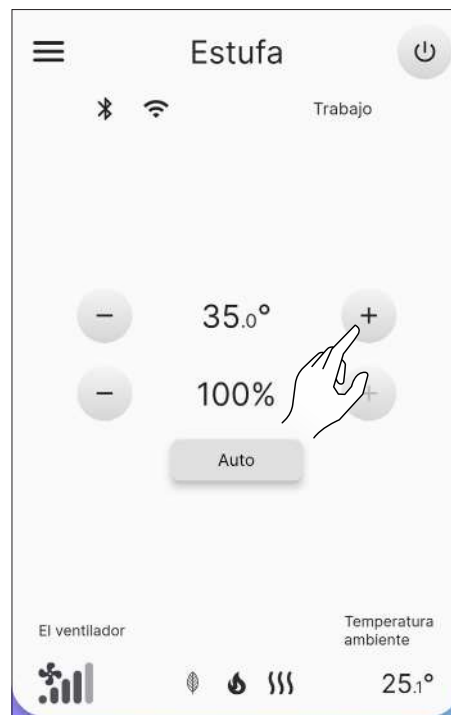 Estufa
Trabajo
− 35.0° +
− 100% +
Auto
El ventilador
Temperatura
ambiente
25.1°